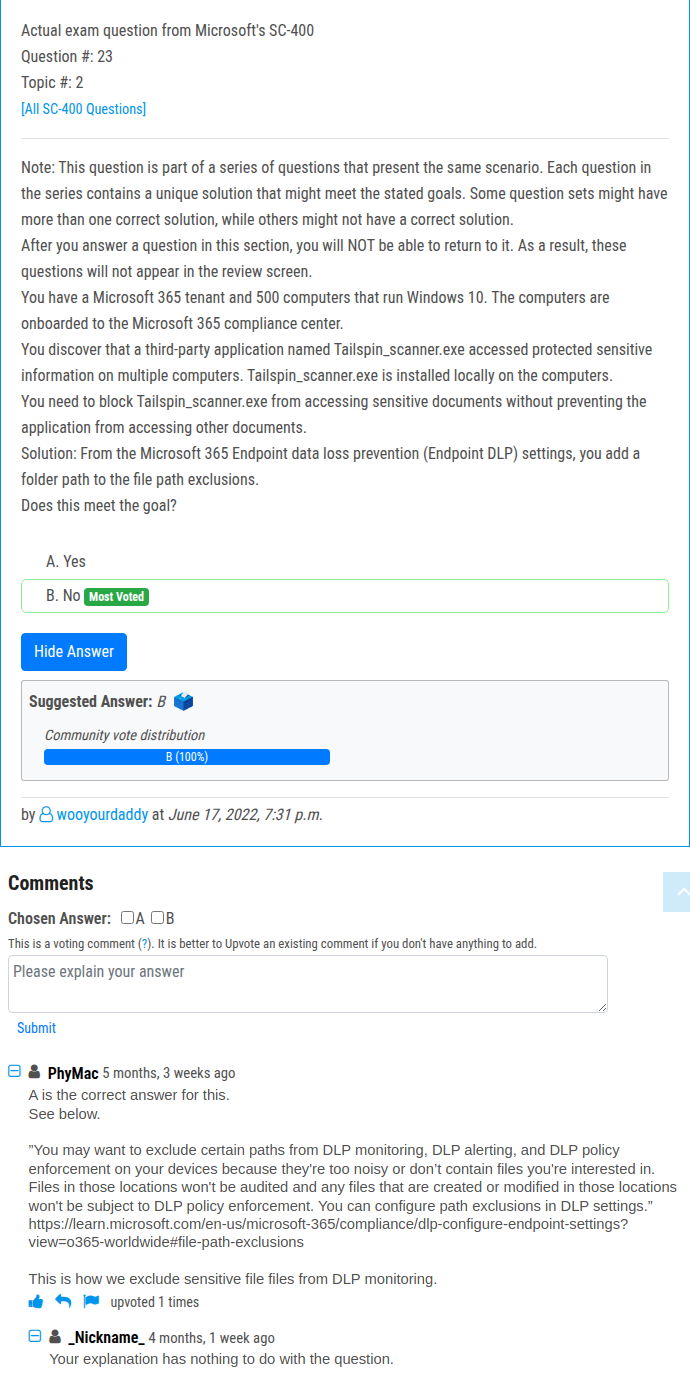 Actual exam question from Microsoft's SC-400
Question #: 23
Topic #: 2
[All SC-400 Questions]
Note: This question is part of a series of questions that present the same scenario. Each question in
the series contains a unique solution that might meet the stated goals. Some question sets might have
more than one correct solution, while others might not have a correct solution.
After you answer a question in this section, you will NOT be able to return to it. As a result, these
questions will not appear in the review screen.
You have a Microsoft 365 tenant and 500 computers that run Windows 10. The computers are
onboarded to the Microsoft 365 compliance center.
You discover that a third-party application named Tailspin_scanner.exe accessed protected sensitive
information on multiple computers. Tailspin_scanner.exe is installed locally on the computers.
You need to block Tailspin_scanner.exe from accessing sensitive documents without preventing the
application from accessing other documents.
Solution: From the Microsoft 365 Endpoint data loss prevention (Endpoint DLP) settings, you add a
folder path to the file path exclusions.
Does this meet the goal?
A. Yes
B. No Most Voted
Hide Answer
Suggested Answer: B
Community vote distribution
B (100%)
by wooyourdaddy at June 17, 2022, 7:31 p.m.
Comments
Chosen Answer: A B
This is a voting comment (?). It is better to Upvote an existing comment if you don't have anything to add.
Please explain your answer
Submit
PhyMac 5 months, 3 weeks ago
A is the correct answer for this.
See below.
"You may want to exclude certain paths from DLP monitoring, DLP alerting, and DLP policy
enforcement on your devices because they're too noisy or don't contain files you're interested in.
Files in those locations won't be audited and any files that are created or modified in those locations
won't be subject to DLP policy enforcement. You can configure path exclusions in DLP settings."
https://learn.microsoft.com/en-us/microsoft-365/compliance/dlp-configure-endpoint-settings?
view=o365-worldwide#file-path-exclusions
This is how we exclude sensitive file files from DLP monitoring.
upvoted 1 times
_Nickname_ 4 months, 1 week ago
Your explanation has nothing to do with the question.